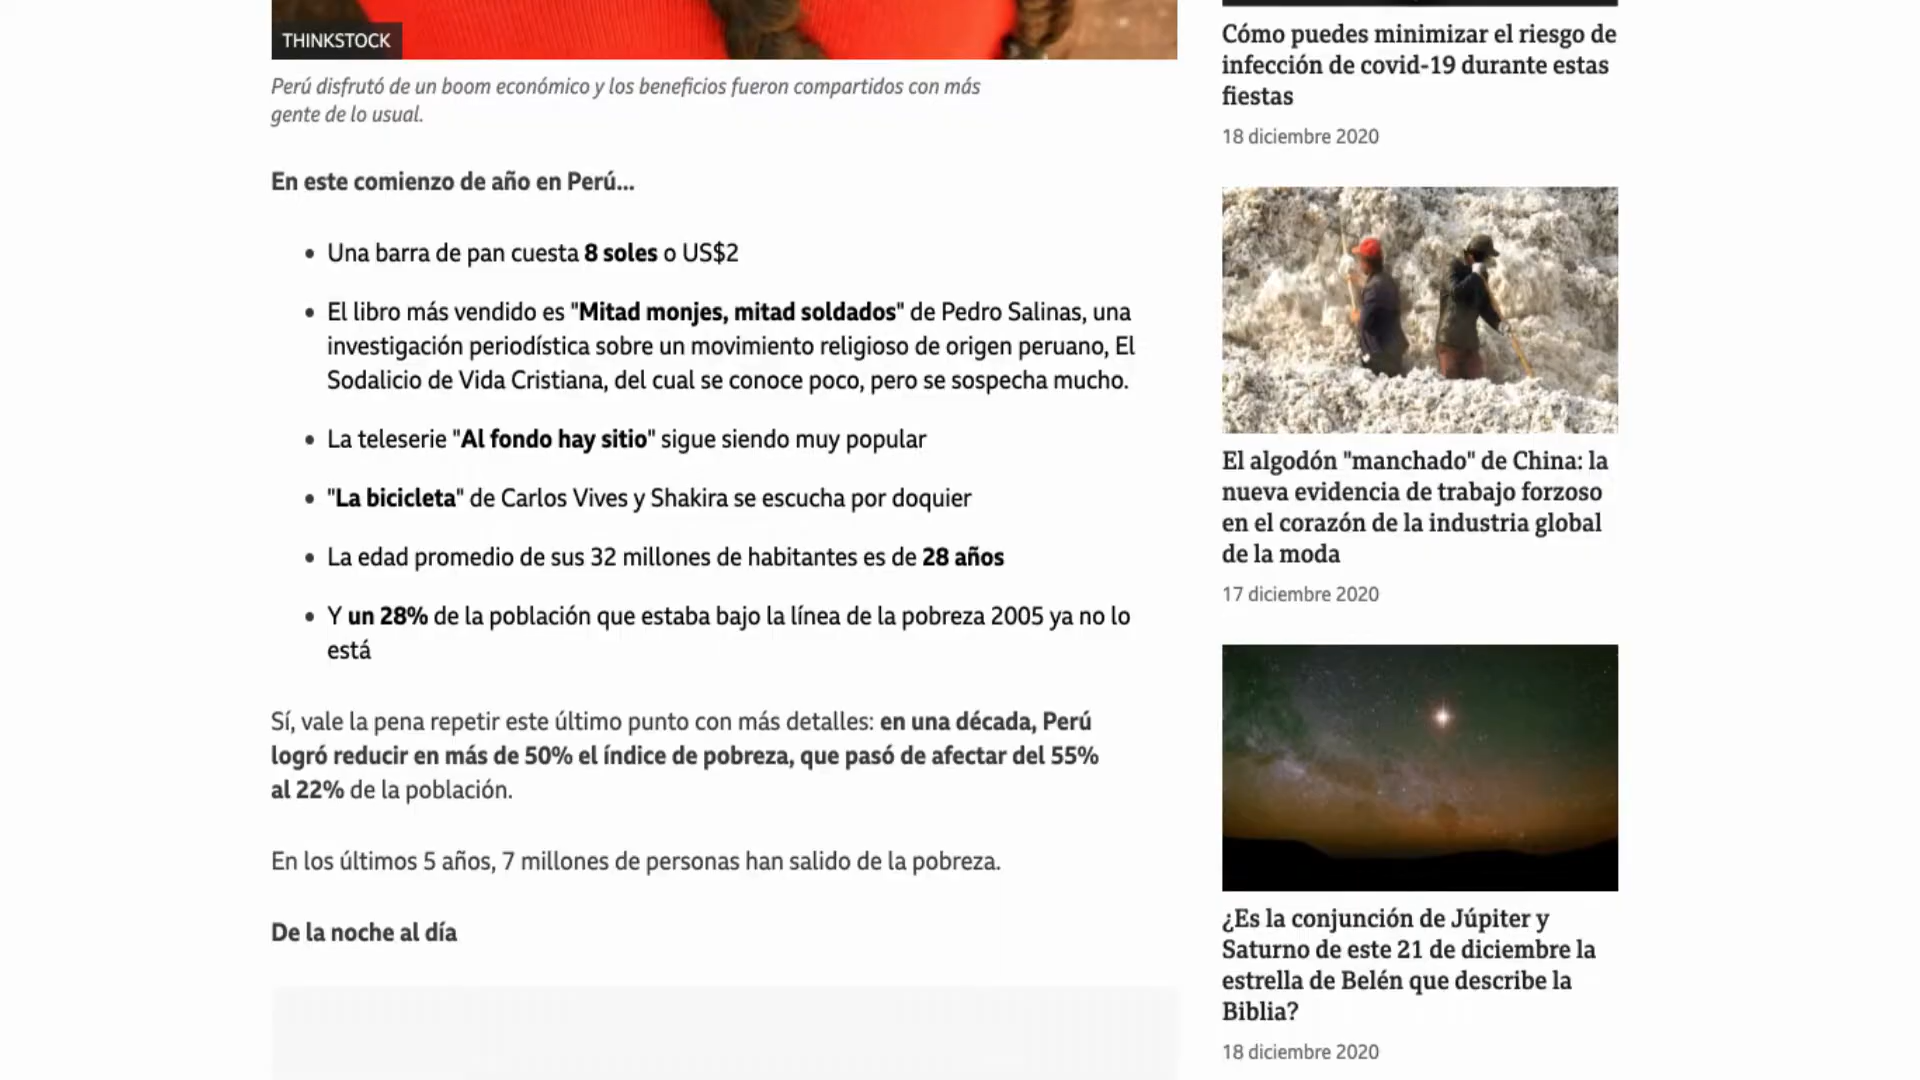 THINKSTOCK
Perú disfrutó de un boom económico y los beneficios fueron compartidos con más
gente de lo usual.
En este comienzo de año en Perú...
Una barra de pan cuesta 8 soles o US$2
El libro más vendido es "Mitad monjes, mitad soldados" de Pedro Salinas, una
investigación periodística sobre un movimiento religioso de origen peruano, El
Sodalicio de Vida Cristiana, del cual se conoce poco, pero se sospecha mucho.
La teleserie "Al fondo hay sitio" sigue siendo muy popular
"La bicicleta" de Carlos Vives y Shakira se escucha por doquier
La edad promedio de sus 32 millones de habitantes es de 28 años
Y un 28% de la población que estaba bajo la línea de la pobreza 2005 ya no lo
está
Sí, vale la pena repetir este último punto con más detalles: en una década, Perú
logró reducir en más de 50% el índice de pobreza, que pasó de afectar del 55%
al 22% de la población.
En los últimos 5 años, 7 millones de personas han salido de la pobreza.
De la noche al día
Cómo puedes minimizar el riesgo de
infección de covid-19 durante estas
fiestas
18 diciembre 2020
El algodón "manchado" de China: la
nueva evidencia de trabajo forzoso
en el corazón de la industria global
de la moda
17 diciembre 2020
¿Es la conjunción de Júpiter y
Saturno de este 21 de diciembre la
estrella de Belén que describe la
Biblia?
18 diciembre 2020